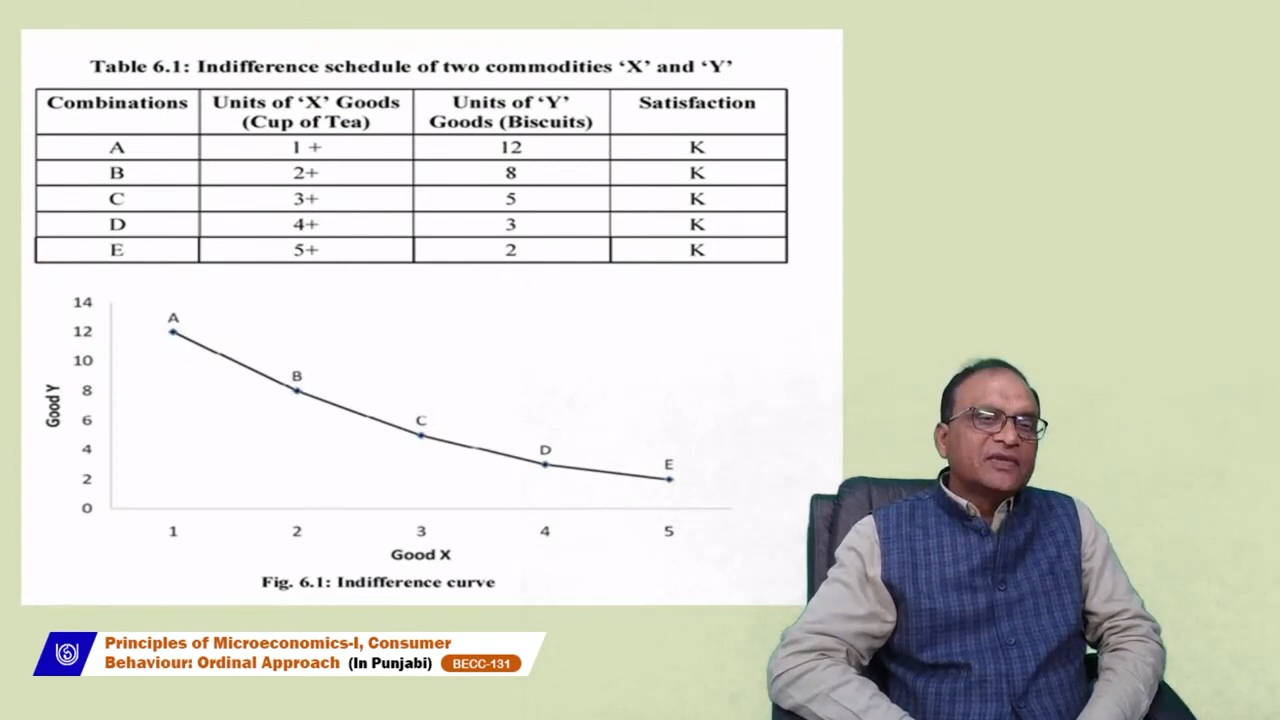 Table 6.1: Indifference schedule of two commodities ‘X’ and ‘Y’
Combinations Units of ‘X’ Goods (Cup of Tea) Units of ‘Y’ Goods (Biscuits) Satisfaction
A 1 + 12 K
B 2+ 8 K
C 3+ 5 K
D 4+ 3 K
E 5+ 2 K
14
12
10
8
6
4
2
0
Good Y
A
B
C
D
E
1 2 3 4 5
Good X
Fig. 6.1: Indifference curve
Principles of Microeconomics-I, Consumer
Behaviour: Ordinal Approach (In Punjabi) BECC-131